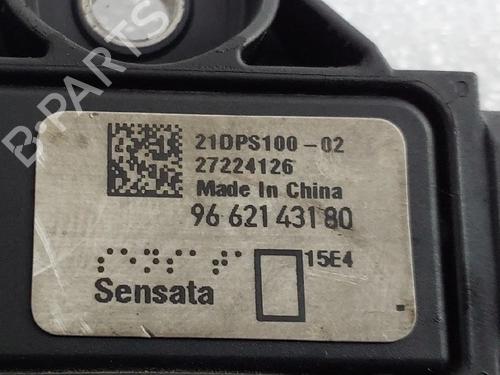 21DPS100-02
27224126
Made In China
96 621 431 80
15E4
Sensata
B-PARTS